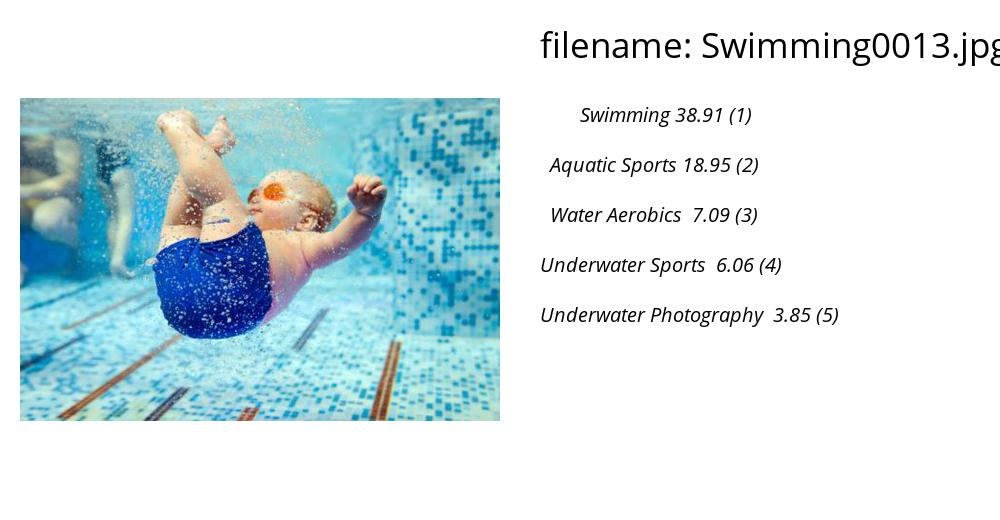 filename: Swimming0013.jpg
Swimming 38.91 (1)
Aquatic Sports 18.95 (2)
Water Aerobics 7.09 (3)
Underwater Sports 6.06 (4)
Underwater Photography 3.85 (5)